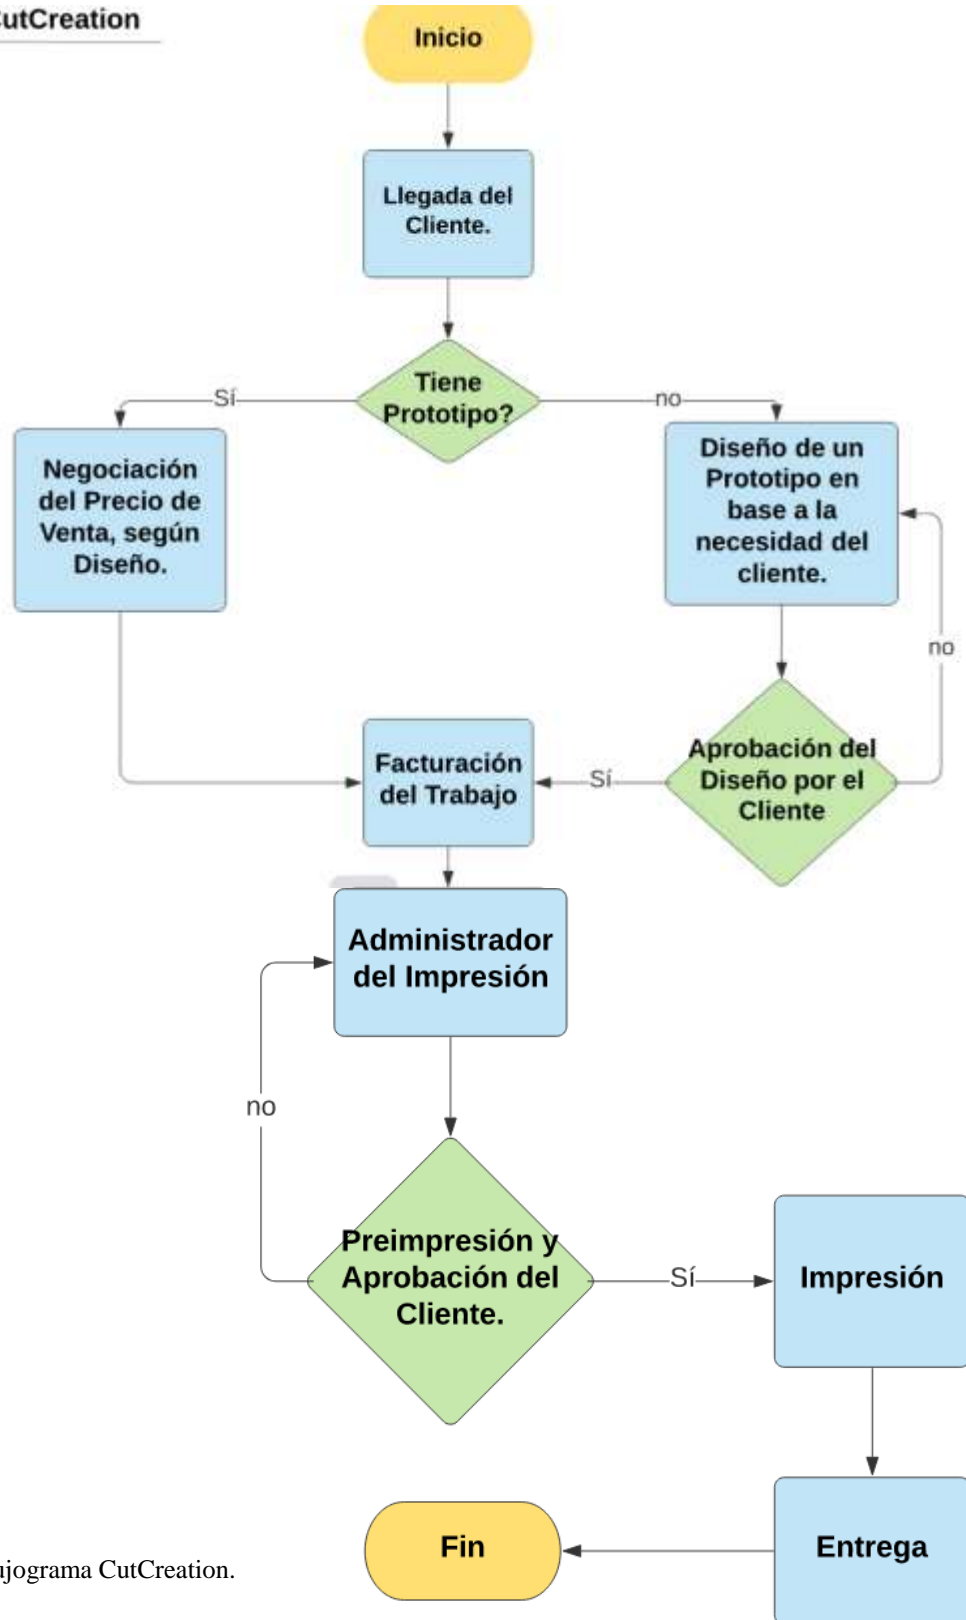 utCreation
Inicio
Llegada del
Cliente.
Tiene
Prototipo?
Sí
no
Negociación
del Precio de
Venta, según
Diseño.
Diseño de un
Prototipo en
base a la
necesidad del
cliente.
no
Aprobación del
Diseño por el
Cliente
Sí
Facturación
del Trabajo
Administrador
del Impresión
no
Preimpresión y
Aprobación del
Cliente.
Sí
Impresión
Entrega
Fin
ujograma CutCreation.